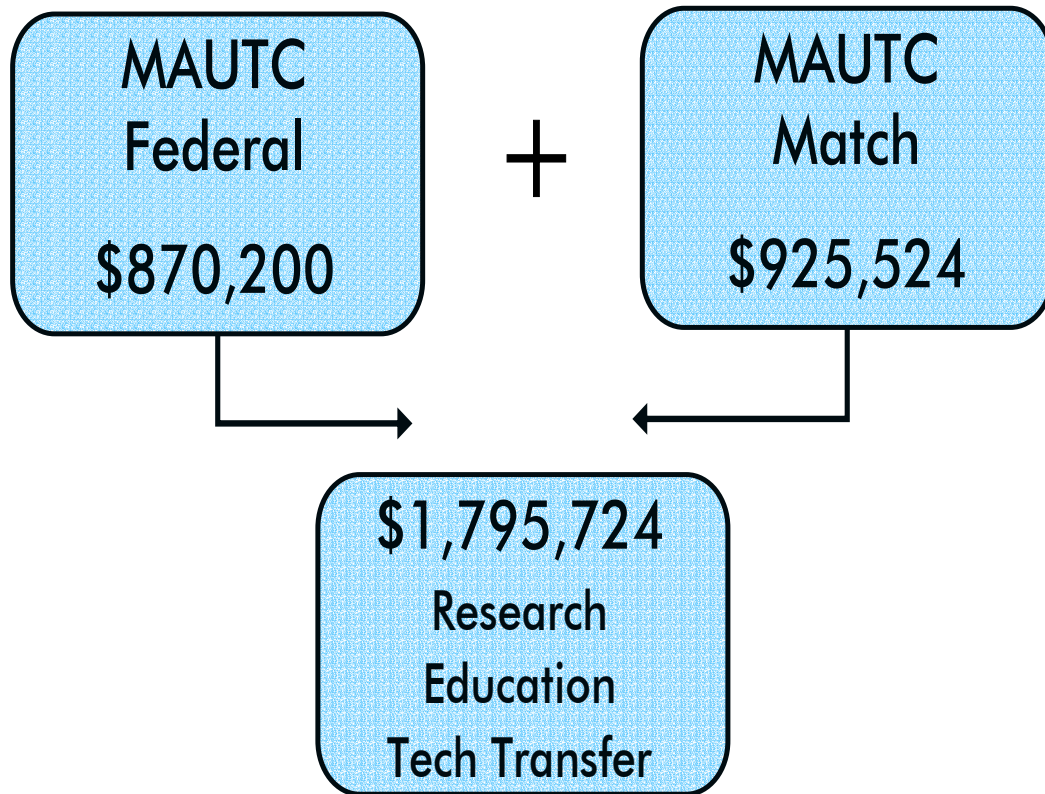 MAUTC
Federal
$870,200
+
MAUTC
Match
$925,524
$1,795,724
Research
Education
Tech Transfer